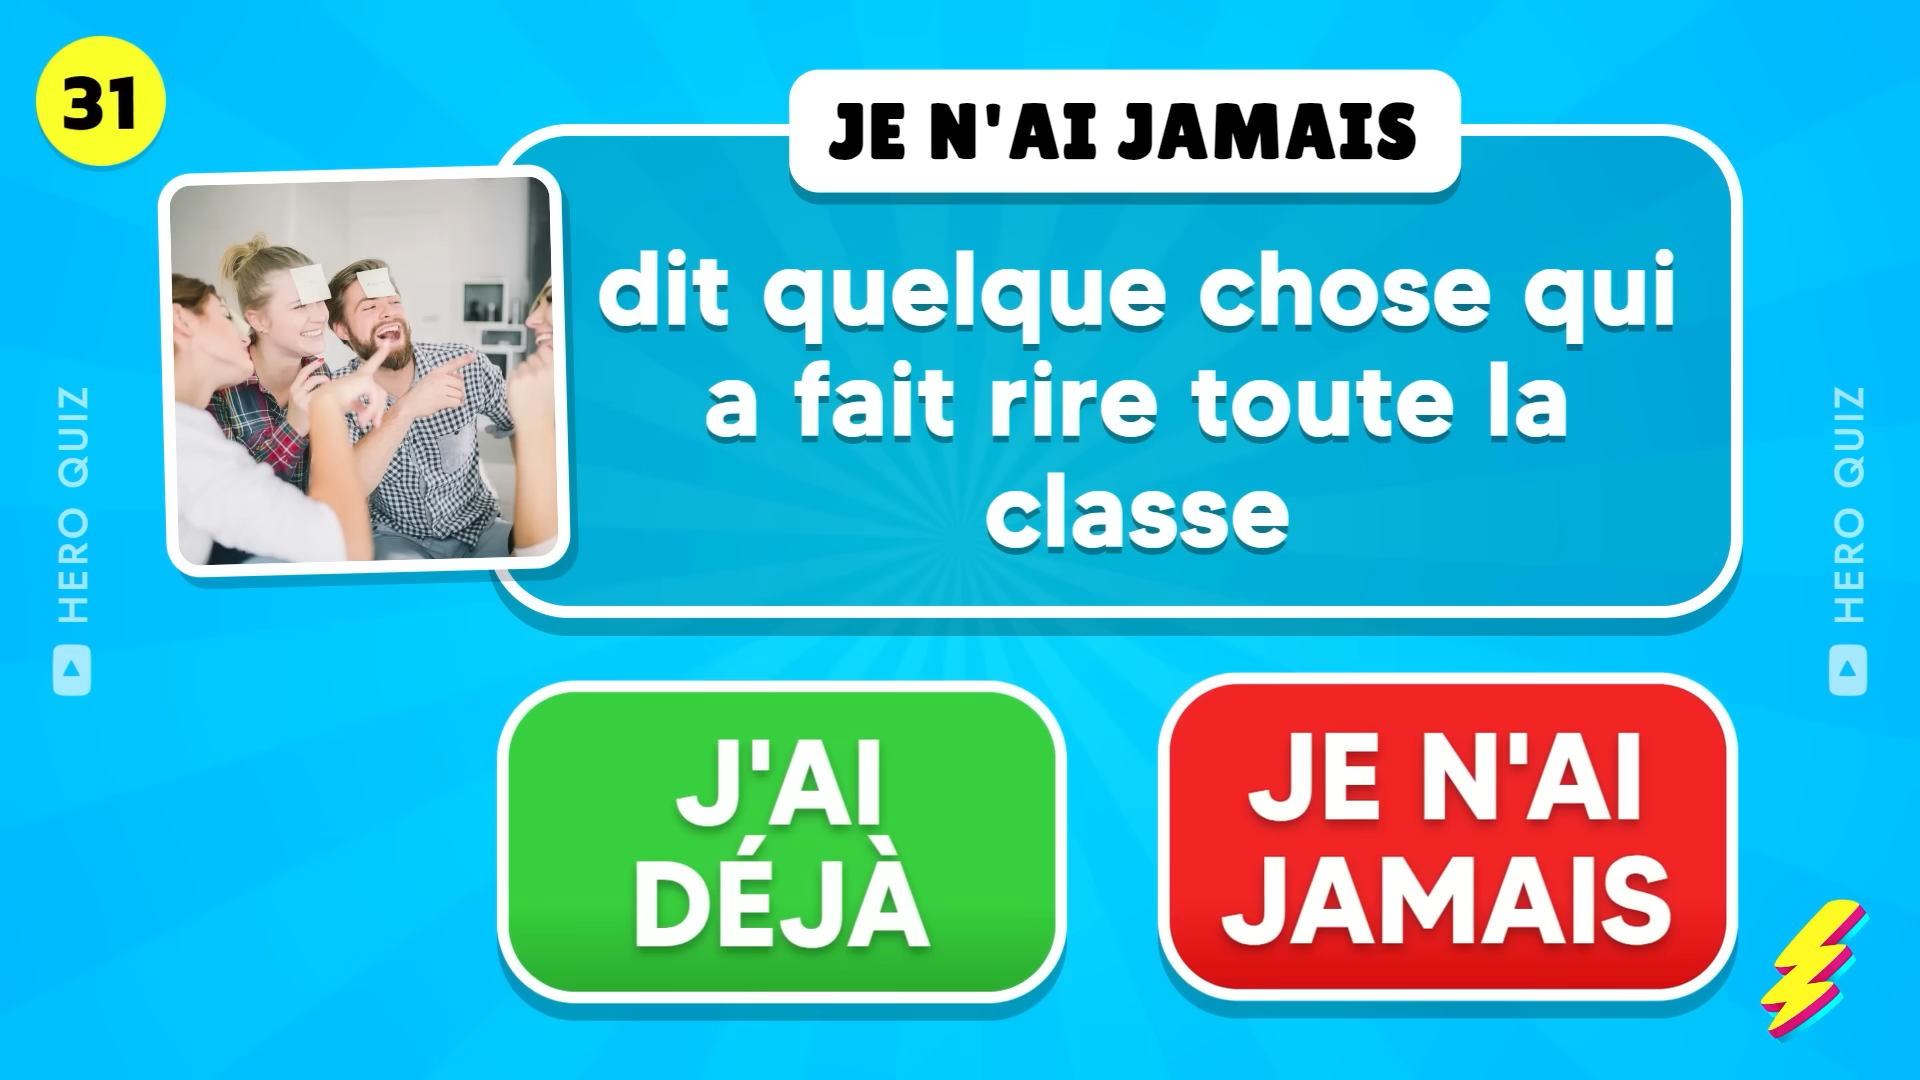 31
JE N'AI JAMAIS
dit quelque chose qui
a fait rire toute la
classe
J'AI
DÉJÀ
JE N'AI
JAMAIS
HERO QUIZ
HERO QUIZ